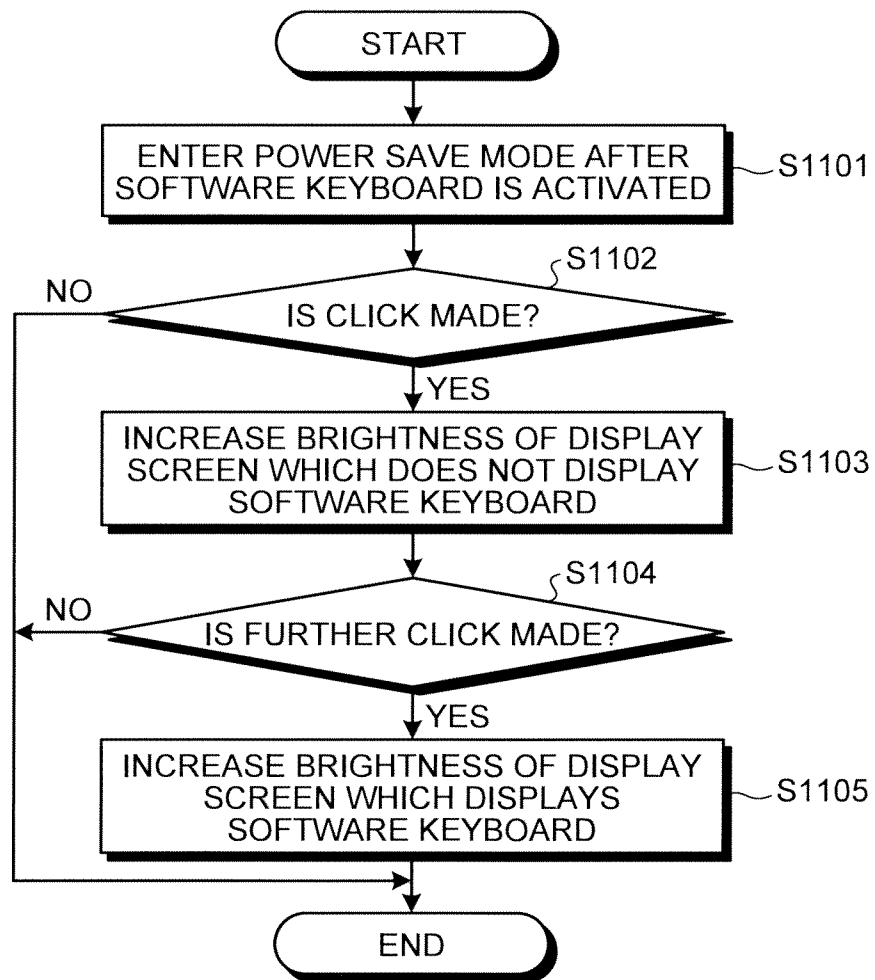 START
ENTER POWER SAVE MODE AFTER
SOFTWARE KEYBOARD IS ACTIVATED
S1101
S1102
NO
IS CLICK MADE?
YES
INCREASE BRIGHTNESS OF DISPLAY
SCREEN WHICH DOES NOT DISPLAY
SOFTWARE KEYBOARD
S1103
S1104
NO
IS FURTHER CLICK MADE?
YES
INCREASE BRIGHTNESS OF DISPLAY
SCREEN WHICH DISPLAYS
SOFTWARE KEYBOARD
S1105
END